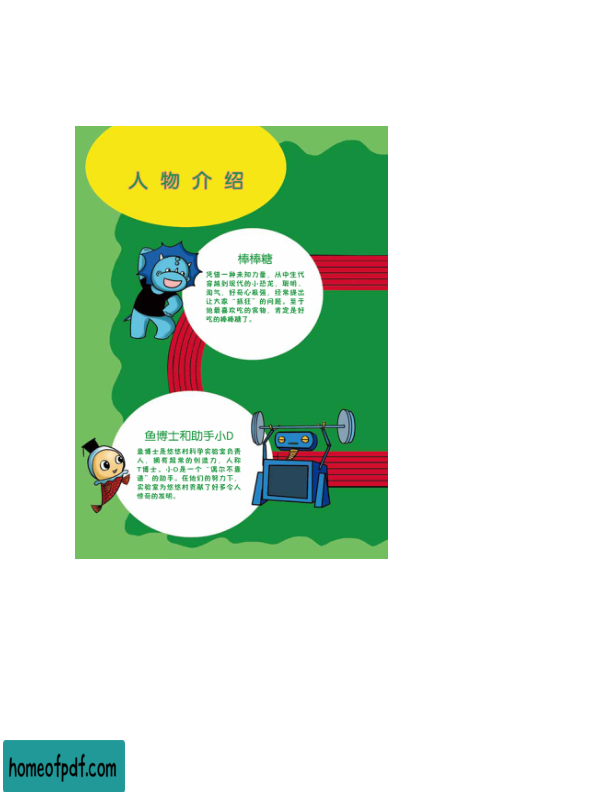 人物介绍
棒棒糖
凭借一种未知力量，从中生代
穿越到现代的小恐龙，聪明、
淘气，好奇心极强，经常提出
让大家“抓狂”的问题。至于
他最喜欢吃的食物，肯定是好
吃的棒棒糖了。
鱼博士和助手小D
鱼博士是悠悠村科学实验室负责
人，拥有超常的创造力，人称
T博士。小D是一个“偶尔不靠
谱”的助手。在他们的努力下，
实验室为悠悠村贡献了好多令人
惊奇的发明。
homeofpdf.com